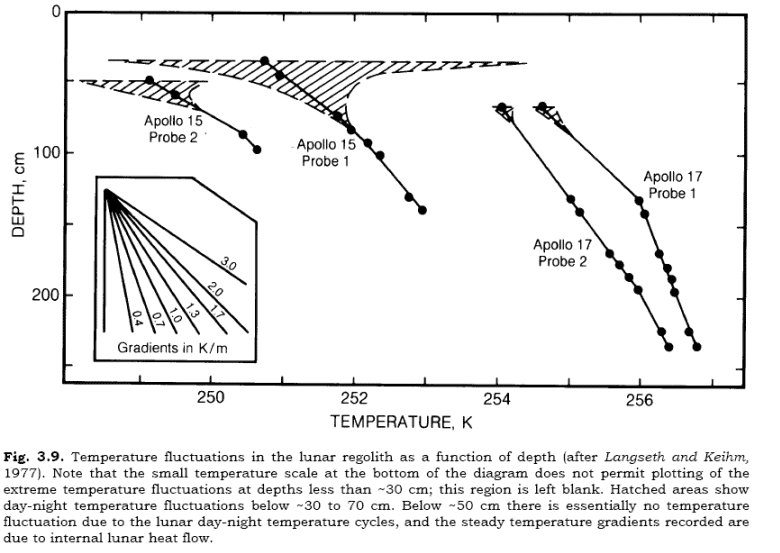 0
100
200
DEPTH, cm
Apollo 15
Probe 2
Apollo 15
Probe 1
Apollo 17
Probe 1
Apollo 17
Probe 2
3.0
2.0
1.7
1.3
1.0
0.7
0.4
Gradients in K/m
250
252
254
256
TEMPERATURE, K
Fig. 3.9. Temperature fluctuations in the lunar regolith as a function of depth (after Langseth and Keihm,
1977). Note that the small temperature scale at the bottom of the diagram does not permit plotting of the
extreme temperature fluctuations at depths less than ~30 cm; this region is left blank. Hatched areas show
day-night temperature fluctuations below ~30 to 70 cm. Below ~50 cm there is essentially no temperature
fluctuation due to the lunar day-night temperature cycles, and the steady temperature gradients recorded are
due to internal lunar heat flow.